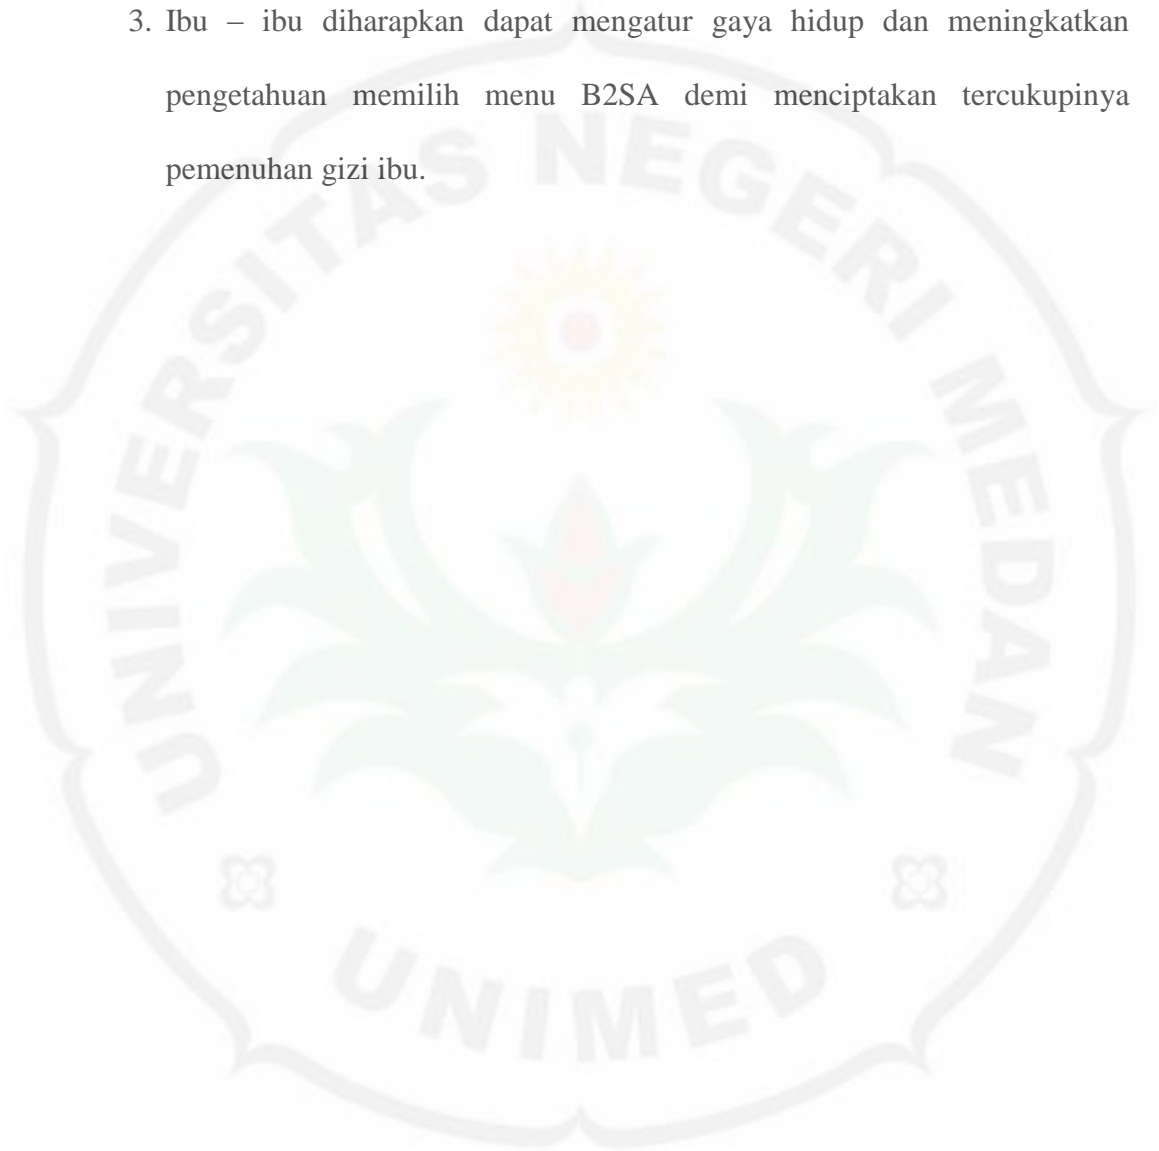 3. Ibu – ibu diharapkan dapat mengatur gaya hidup dan meningkatkan
pengetahuan memilih menu B2SA demi menciptakan tercukupinya
pemenuhan gizi ibu.
UNIVERSITAS NEGERI MEDAN
UNIMED